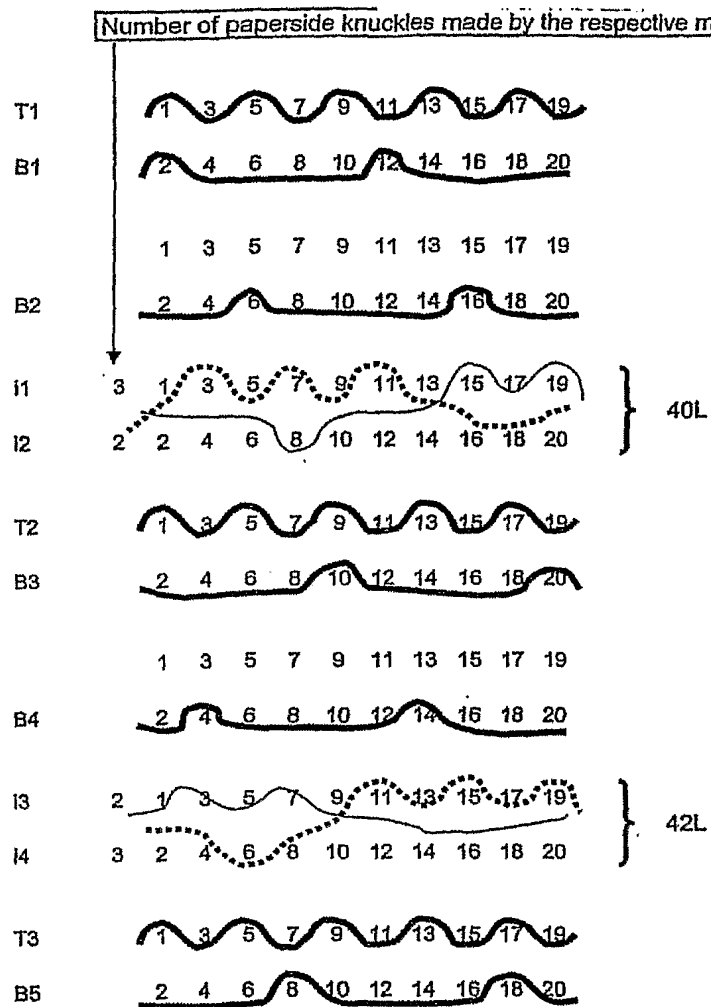 Number of paperside knuckles made by the respective
T1 1 3 5 7 9 11 13 15 17 19
B1 2 4 6 8 10 12 14 16 18 20
1 3 5 7 9 11 13 15 17 19
B2 2 4 6 8 10 12 14 16 18 20
I1 3 1 3 5 7 9 11 13 15 17 19
40L
I2 2 2 4 6 8 10 12 14 16 18 20
T2 1 3 5 7 9 11 13 15 17 19
B3 2 4 6 8 10 12 14 16 18 20
1 3 5 7 9 11 13 15 17 19
B4 2 4 6 8 10 12 14 16 18 20
I3 2 1 3 5 7 9 11 13 15 17 19
42L
I4 3 2 4 6 8 10 12 14 16 18 20
T3 1 3 5 7 9 11 13 15 17 19
B5 2 4 6 8 10 12 14 16 18 20